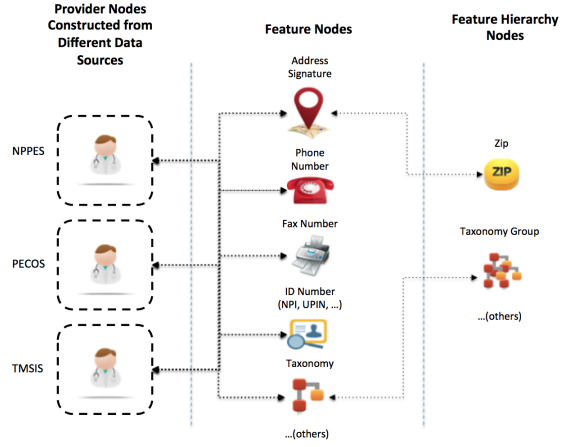 Provider Nodes
Constructed from
Different Data
Sources
Feature Nodes
Feature Hierarchy
Nodes
NPPES
PECOS
TMSIS
Address
Signature
Phone
Number
Fax Number
ID Number
(NPI, UPIN, ...)
Taxonomy
...(others)
Zip
ZIP
Taxonomy Group
...(others)